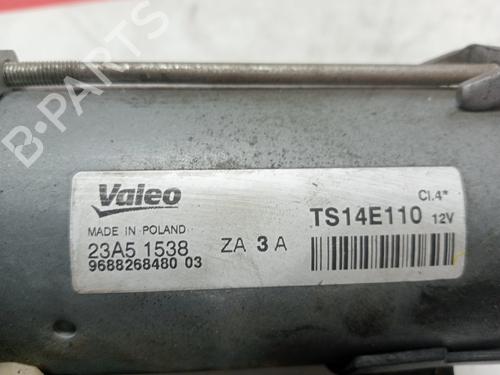 B-PARTS
Valeo
Cl.4*
MADE IN POLAND
TS14E110 12V
23A5 1538 ZA 3 A
9688268480 03